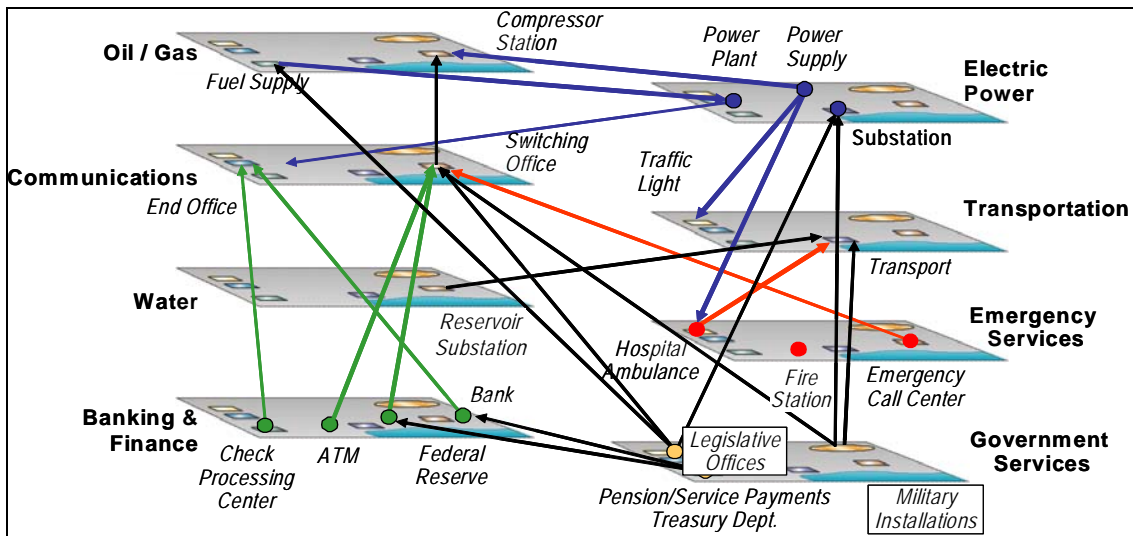 Compressor
Station
Oil / Gas
Power
Plant
Power
Supply
Fuel Supply
Electric
Power
Substation
Switching
Office
Communications
Traffic
Light
End Office
Transportation
Transport
Water
Reservoir
Substation
Emergency
Services
Hospital
Ambulance
Fire
Station
Emergency
Call Center
Bank
Banking &
Finance
Check
Processing
Center
ATM
Federal
Reserve
Legislative
Offices
Government
Services
Pension/Service Payments
Treasury Dept.
Military
Installations